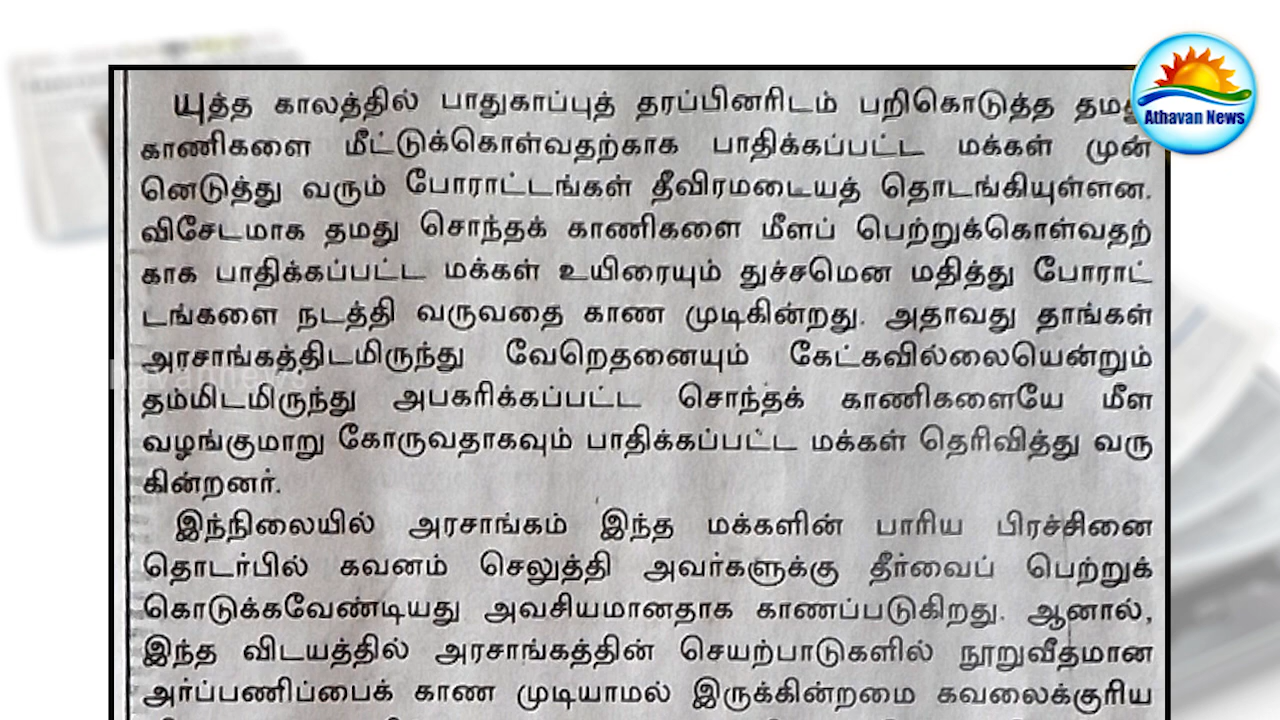 யுத்த காலத்தில் பாதுகாப்புத் தரப்பினரிடம் பறிகொடுத்த தமது
காணிகளை மீட்டுக்கொள்வதற்காக பாதிக்கப்பட்ட மக்கள் முன்
னெடுத்து வரும் போராட்டங்கள் தீவிரமடையத் தொடங்கியுள்ளன.
விசேடமாக தமது சொந்தக் காணிகளை மீளப் பெற்றுக்கொள்வதற்
காக பாதிக்கப்பட்ட மக்கள் உயிரையும் துச்சமென மதித்து போராட்
டங்களை நடத்தி வருவதை காண முடிகின்றது. அதாவது தாங்கள்
அரசாங்கத்திடமிருந்து வேறெதனையும் கேட்கவில்லையென்றும்
தம்மிடமிருந்து அபகரிக்கப்பட்ட சொந்தக் காணிகளையே மீள
வழங்குமாறு கோருவதாகவும் பாதிக்கப்பட்ட மக்கள் தெரிவித்து வரு
கின்றனர்.
இந்நிலையில் அரசாங்கம் இந்த மக்களின் பாரிய பிரச்சினை
தொடர்பில் கவனம் செலுத்தி அவர்களுக்கு தீர்வைப் பெற்றுக்
கொடுக்கவேண்டியது அவசியமானதாக காணப்படுகிறது. ஆனால்,
இந்த விடயத்தில் அரசாங்கத்தின் செயற்பாடுகளில் நூறுவீதமான
அர்ப்பணிப்பைக் காண முடியாமல் இருக்கின்றமை கவலைக்குரிய
Athavan News